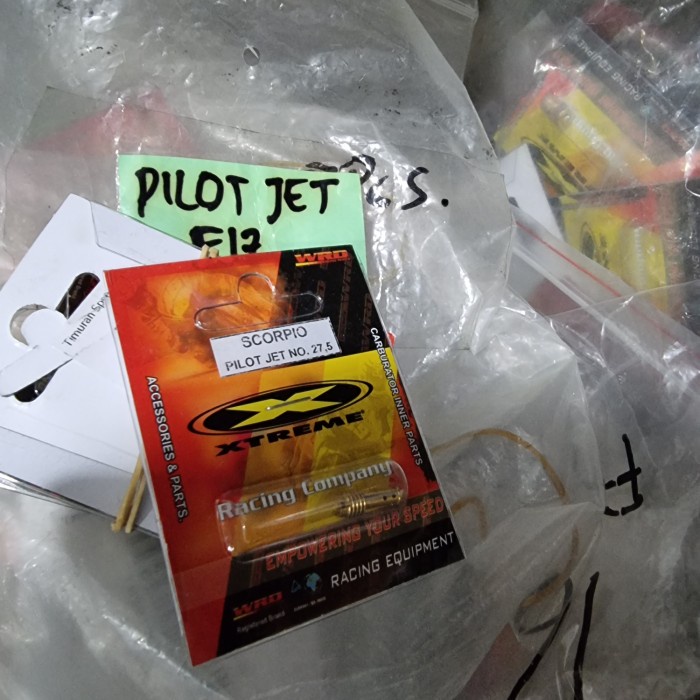 PILOT JET
PCS.
WRD
SCORPIO
PILOT JET NO. 27,5
CARBURATOR INNER PARTS
ACCESSORIES & PARTS.
XTREME
Racing Company
EMPOWERING YOUR SPEED
RACING EQUIPMENT
WRD
Timuran